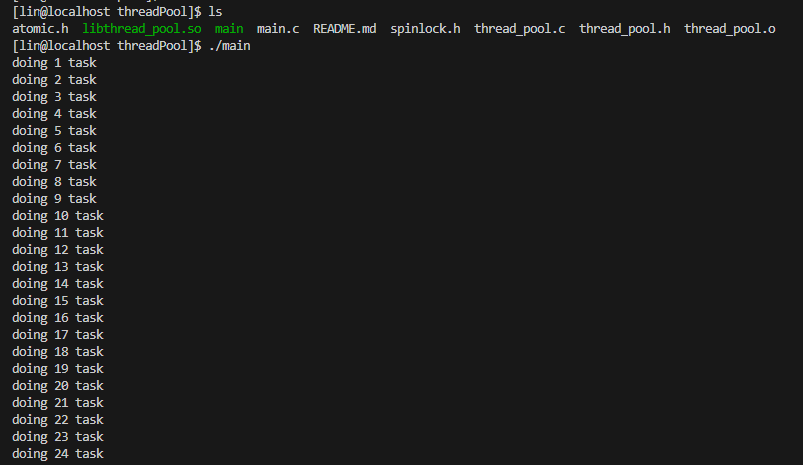 [lin@localhost threadPool]$ ls
atomic.h  libthread_pool.so  main  main.c  README.md  spinlock.h  thread_pool.c  thread_pool.h  thread_pool.o
[lin@localhost threadPool]$ ./main
doing 1 task
doing 2 task
doing 3 task
doing 4 task
doing 5 task
doing 6 task
doing 7 task
doing 8 task
doing 9 task
doing 10 task
doing 11 task
doing 12 task
doing 13 task
doing 14 task
doing 15 task
doing 16 task
doing 17 task
doing 18 task
doing 19 task
doing 20 task
doing 21 task
doing 22 task
doing 23 task
doing 24 task